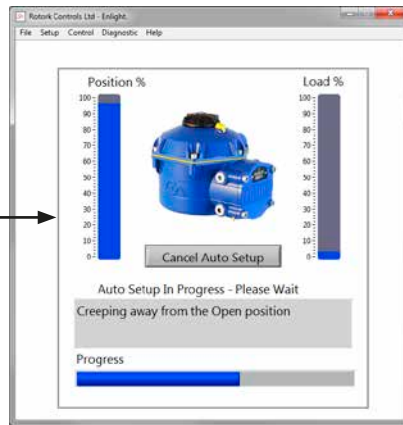 Rotork Controls Ltd - Enlight.
File Setup Control Diagnostic Help
Position %
Load %
100
90
80
70
60
50
40
30
20
10
0
100
90
80
70
60
50
40
30
20
10
0
Cancel Auto Setup
Auto Setup In Progress - Please Wait
Creeping away from the Open position
Progress